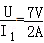 U/I₁ = 7V/2A